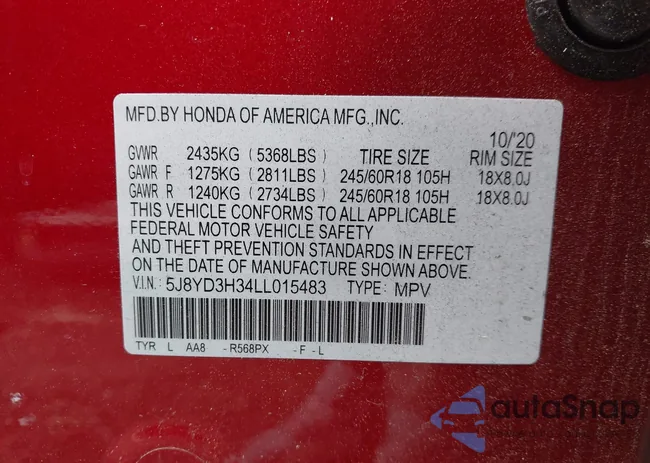 MFD.BY HONDA OF AMERICA MFG.,INC.
10/'20
GVWR 2435KG (5368LBS) TIRE SIZE RIM SIZE
GAWR F 1275KG (2811LBS) 245/60R18 105H 18X8.0J
GAWR R 1240KG (2734LBS) 245/60R18 105H 18X8.0J
THIS VEHICLE CONFORMS TO ALL APPLICABLE
FEDERAL MOTOR VEHICLE SAFETY
AND THEFT PREVENTION STANDARDS IN EFFECT
ON THE DATE OF MANUFACTURE SHOWN ABOVE.
V.I.N.: 5J8YD3H34LL015483 TYPE: MPV
TYR L AA8 -R568PX -F-L
autoSnap